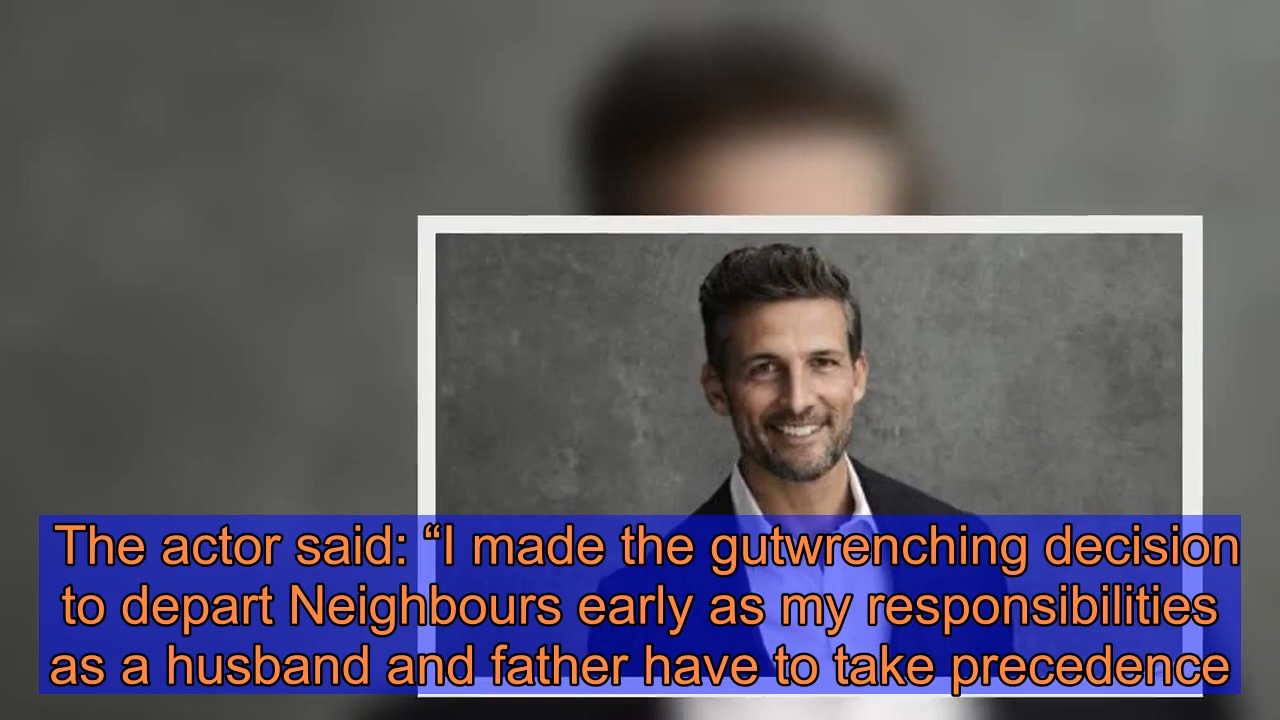 The actor said: “I made the gutwrenching decision
to depart Neighbours early as my responsibilities
as a husband and father have to take precedence